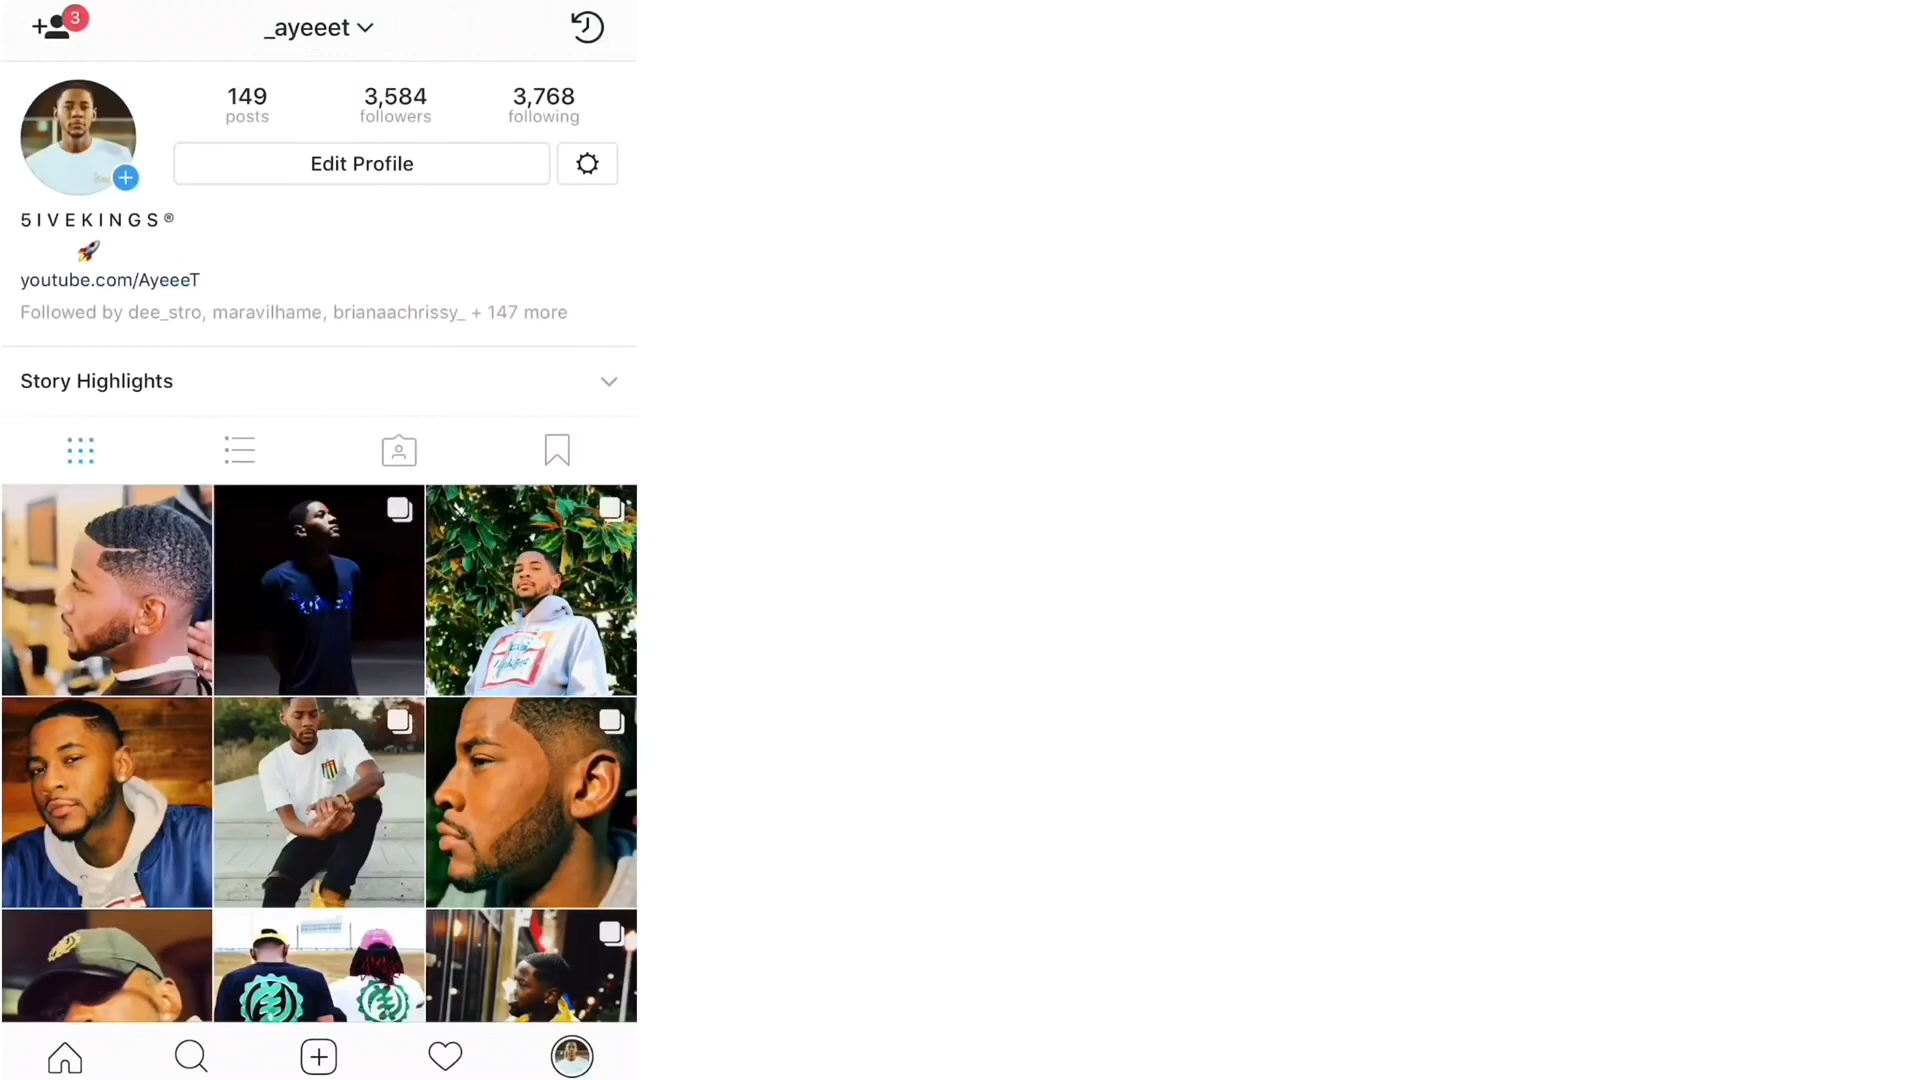 3
_ayeeet
149
3,584
3,768
posts
followers
following
Edit Profile
5IVEKINGS®
youtube.com/AyeeeT
Followed by dee_stro, maravilhame, brianaachrissy_ + 147 more
Story Highlights